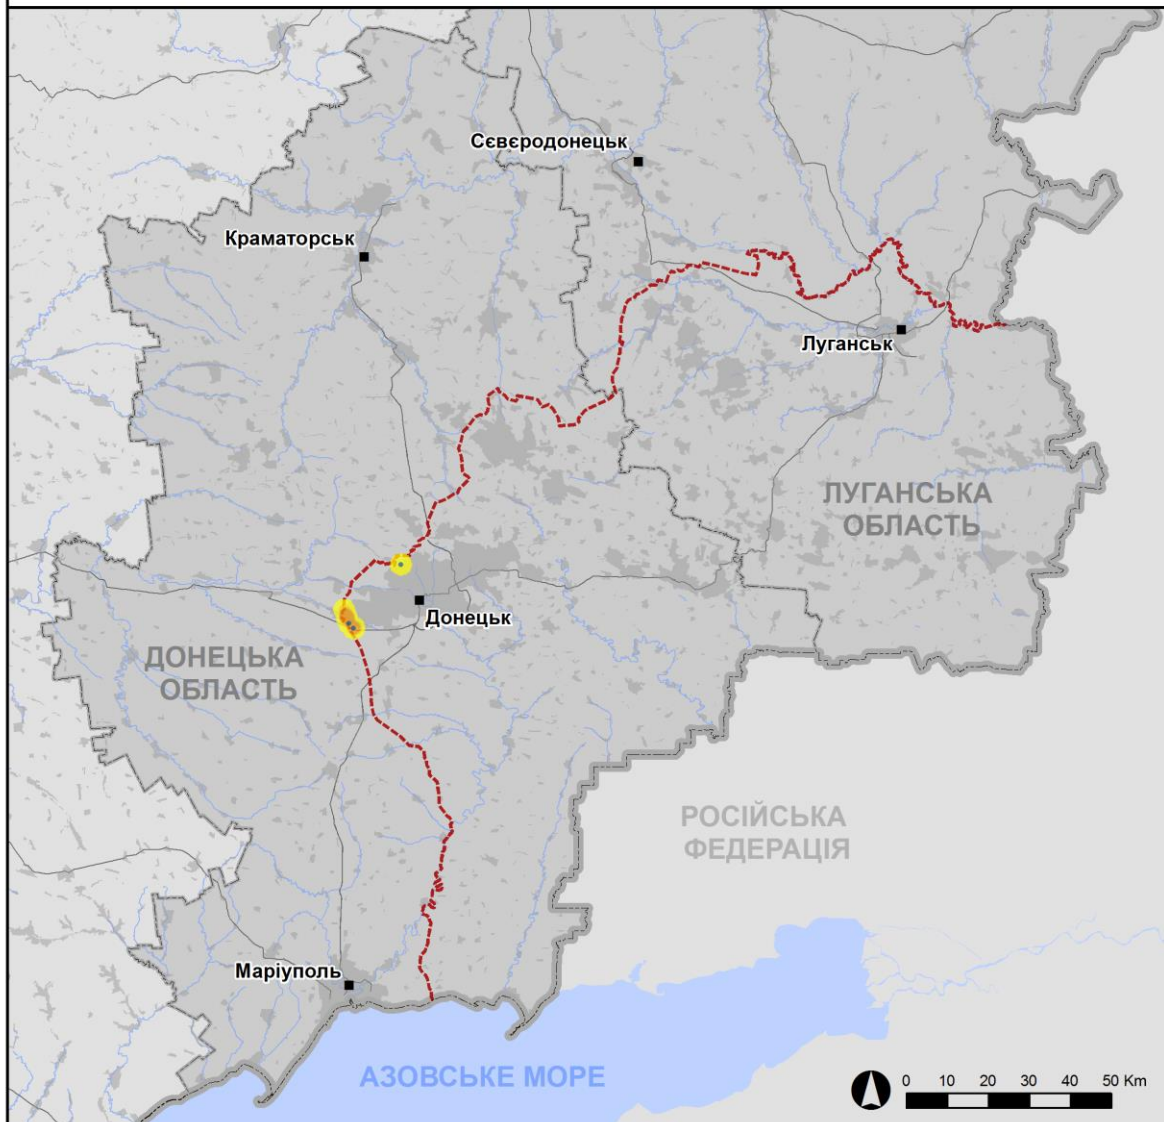 Сєвєродонецьк
Краматорськ
Луганськ
ЛУГАНСЬКА
ОБЛАСТЬ
Донецьк
ДОНЕЦЬКА
ОБЛАСТЬ
РОСІЙСЬКА
ФЕДЕРАЦІЯ
Маріуполь
АЗОВСЬКЕ МОРЕ
0 10 20 30 40 50 Km